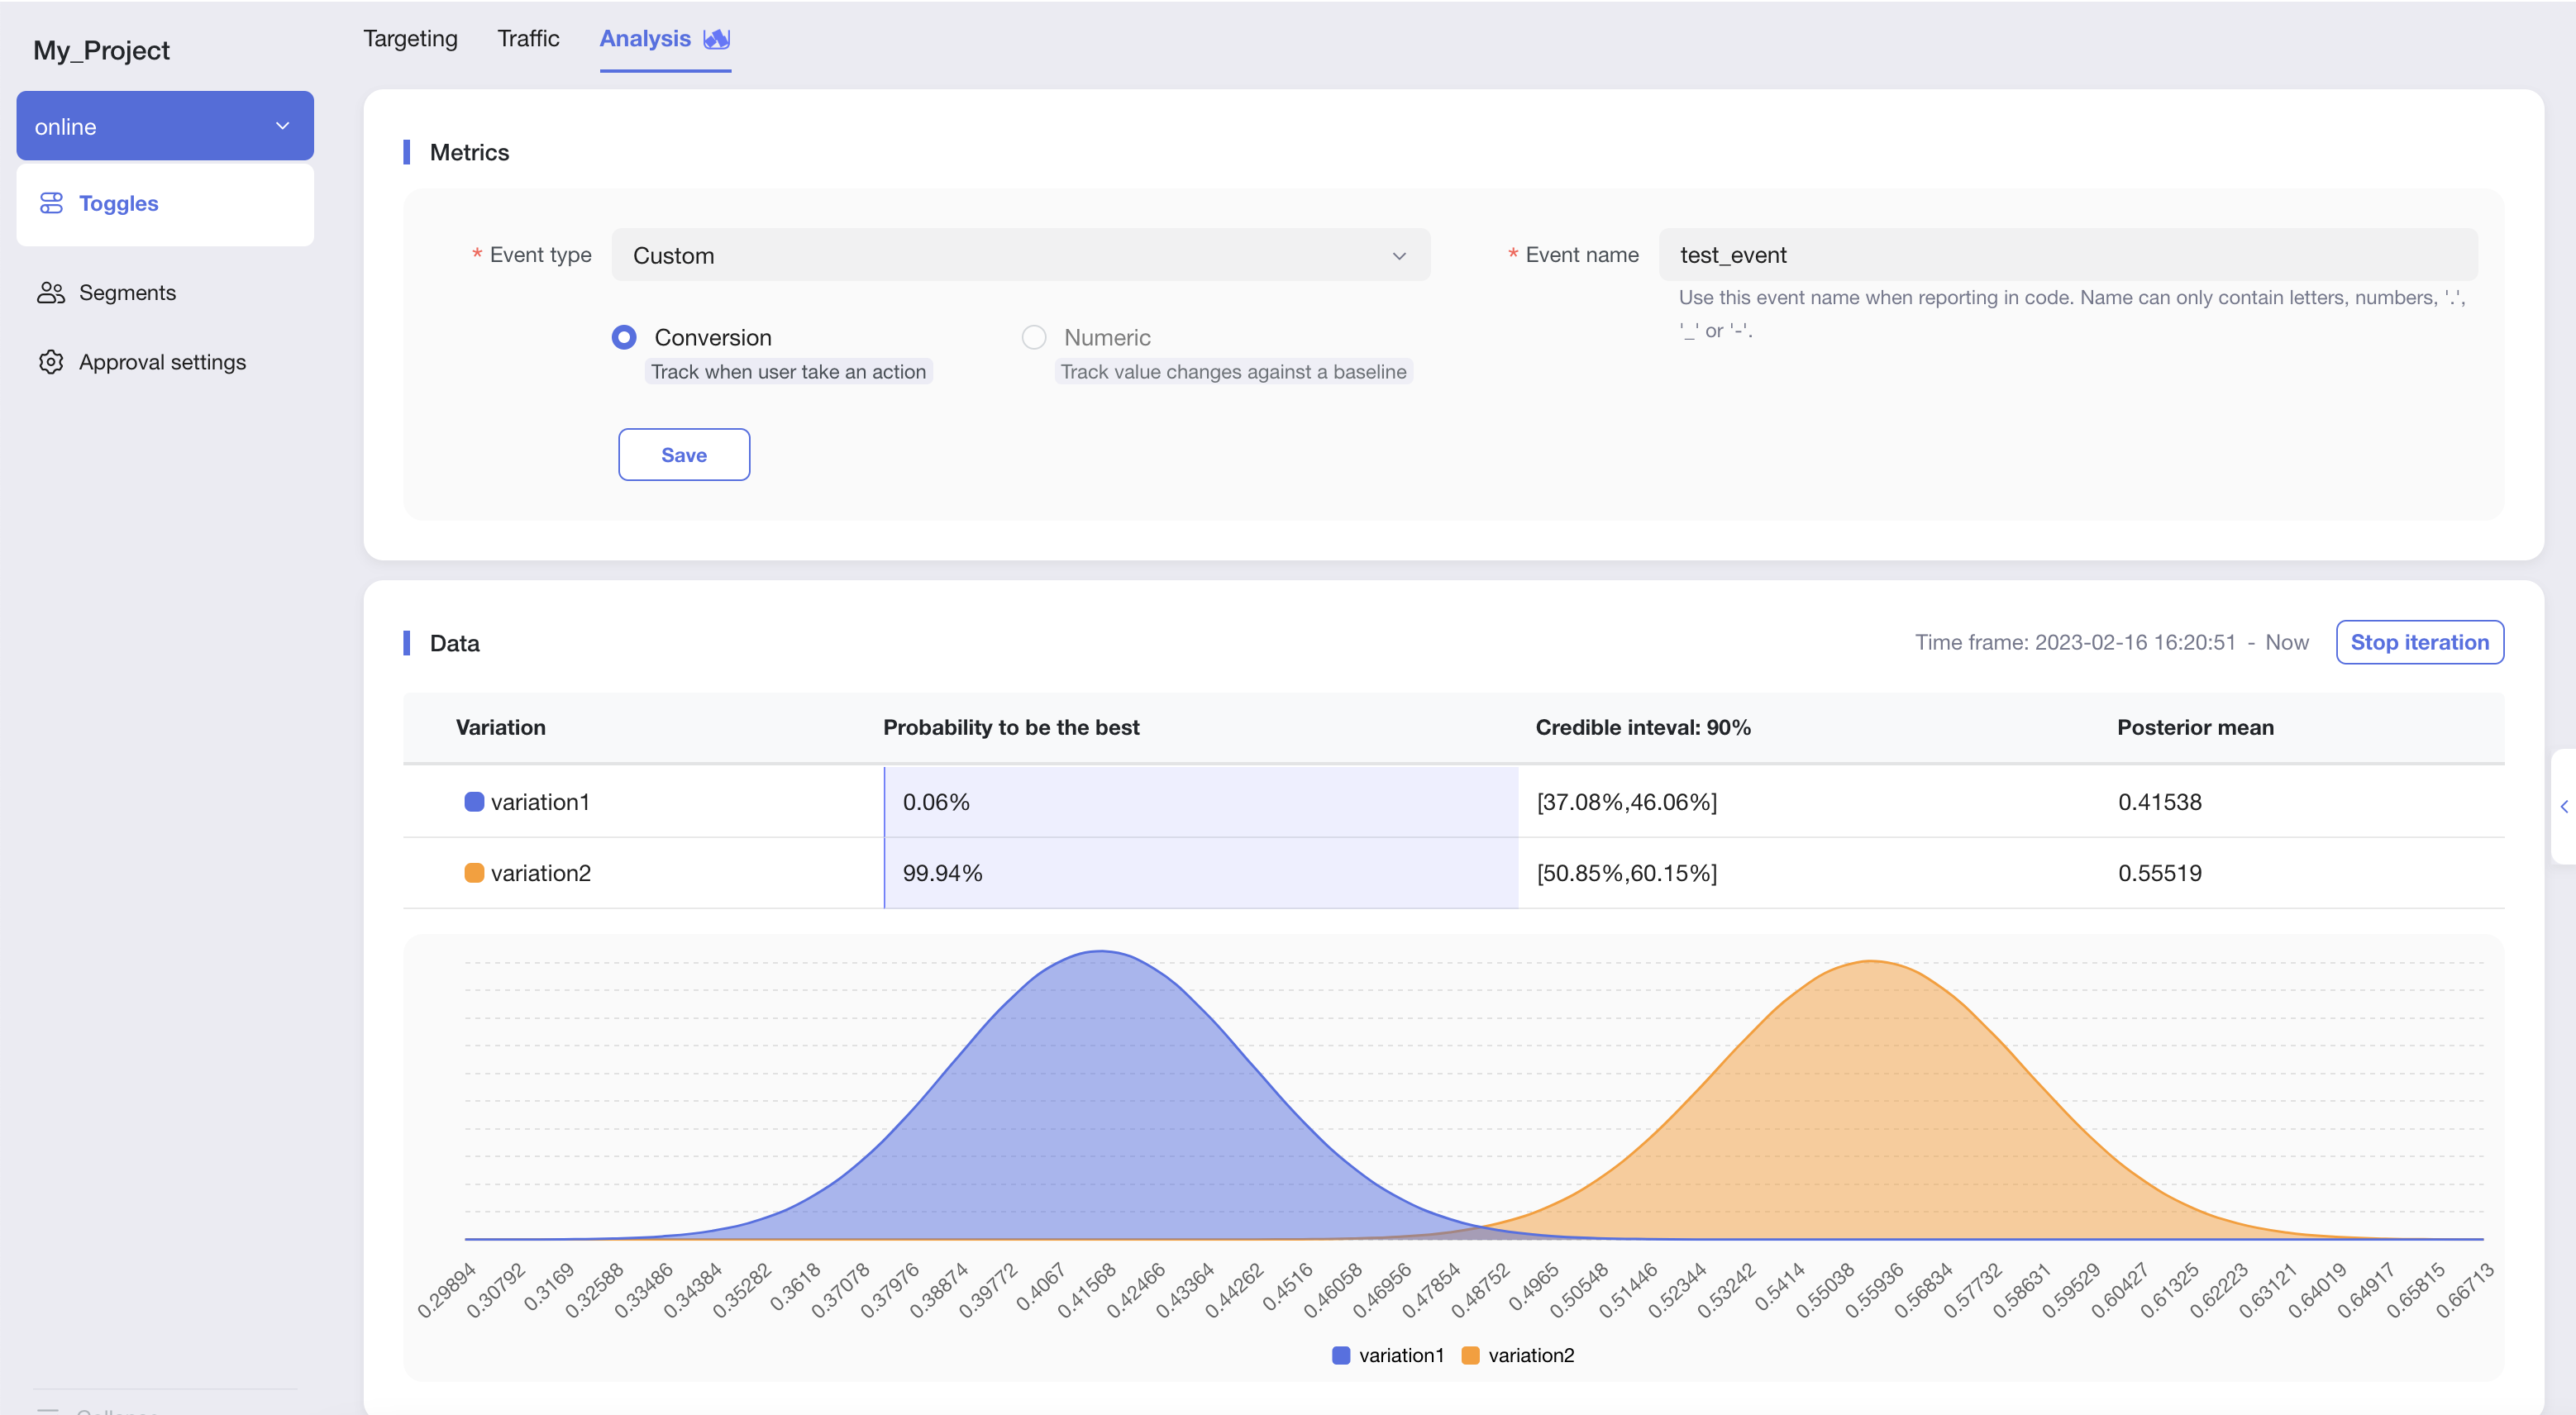 My_Project
online
Toggles
Segments
Approval settings
Targeting Traffic Analysis
Metrics
* Event type Custom
* Event name test_event
Use this event name when reporting in code. Name can only contain letters, numbers, '.',
'_' or '-'.
Conversion Numeric
Track when user take an action Track value changes against a baseline
Save
Data
Time frame: 2023-02-16 16:20:51 - Now Stop iteration
Variation Probability to be the best Credible inteval: 90% Posterior mean
variation1 0.06% [37.08%,46.06%] 0.41538
variation2 99.94% [50.85%,60.15%] 0.55519
0.29894 0.30792 0.3169 0.32588 0.33486 0.34384 0.35282 0.3618 0.37078 0.37976 0.38874 0.39772 0.4067 0.41568 0.42466 0.43364 0.44262 0.4516 0.46058 0.46956 0.47854 0.48752 0.4965 0.50548 0.51446 0.52344 0.53242 0.5414 0.55038 0.55936 0.56834 0.57732 0.58631 0.59529 0.60427 0.61325 0.62223 0.63121 0.64019 0.64917 0.65815 0.66713
variation1 variation2